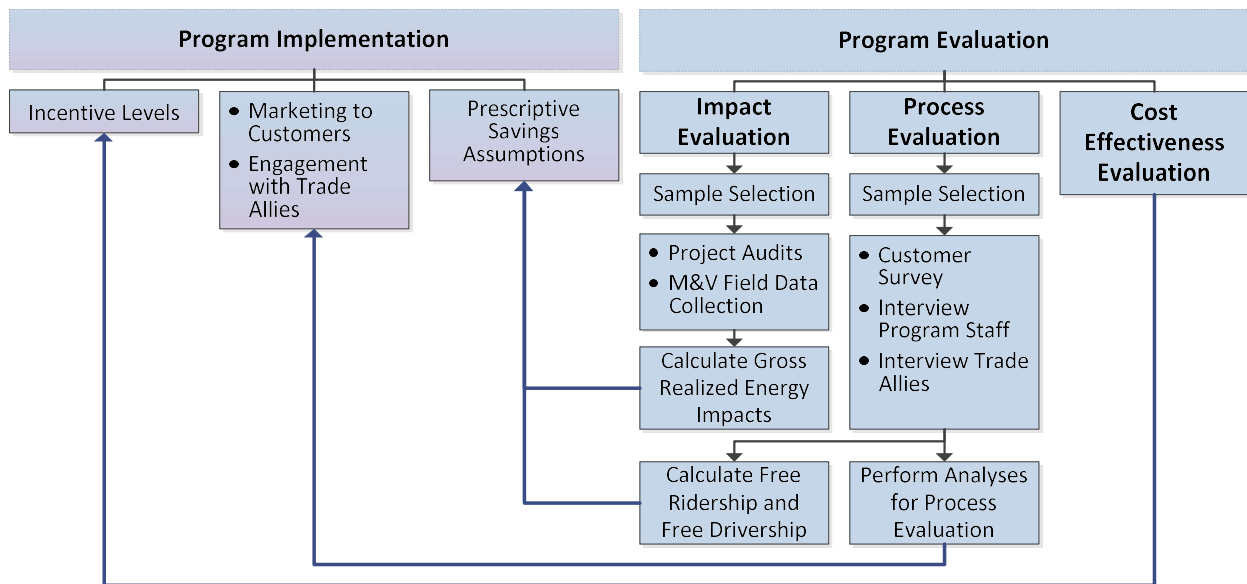 Program Implementation
Incentive Levels
● Marketing to
Customers
● Engagement
with Trade
Allies
Prescriptive
Savings
Assumptions
Program Evaluation
Impact
Evaluation
Sample Selection
● Project Audits
● M&V Field Data
Collection
Calculate Gross
Realized Energy
Impacts
Calculate Free
Ridership and
Free Drivership
Process
Evaluation
Sample Selection
● Customer
Survey
● Interview
Program Staff
● Interview Trade
Allies
Perform Analyses
for Process
Evaluation
Cost
Effectiveness
Evaluation